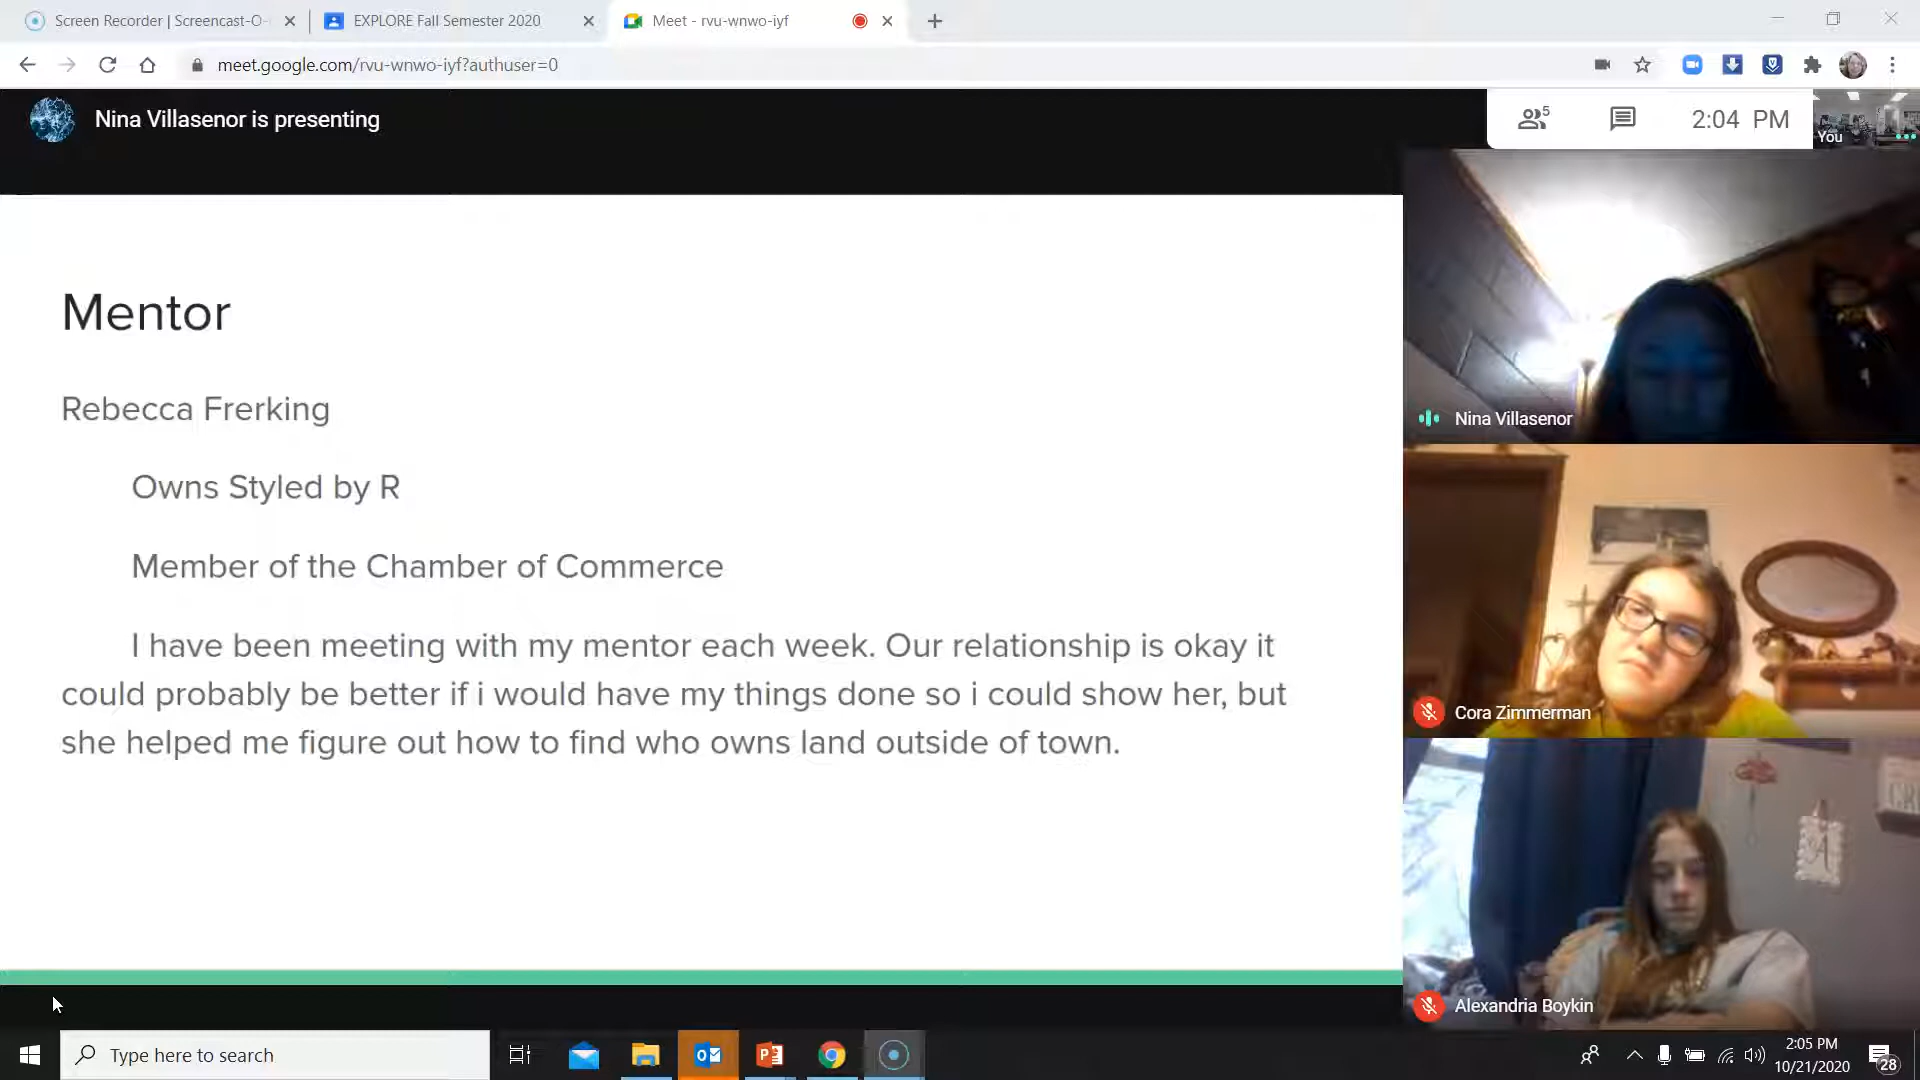 Screen Recorder | Screencast-O-
EXPLORE Fall Semester 2020
Meet - rvu-wnwo-iyf
meet.google.com/rvu-wnwo-iyf?authuser=0
Nina Villasenor is presenting
5
2:04 PM
You
Mentor
Rebecca Frerking
Owns Styled by R
Member of the Chamber of Commerce
I have been meeting with my mentor each week. Our relationship is okay it
could probably be better if i would have my things done so i could show her, but
she helped me figure out how to find who owns land outside of town.
Nina Villasenor
Cora Zimmerman
A
Alexandria Boykin
Type here to search
2:05 PM
10/21/2020
28